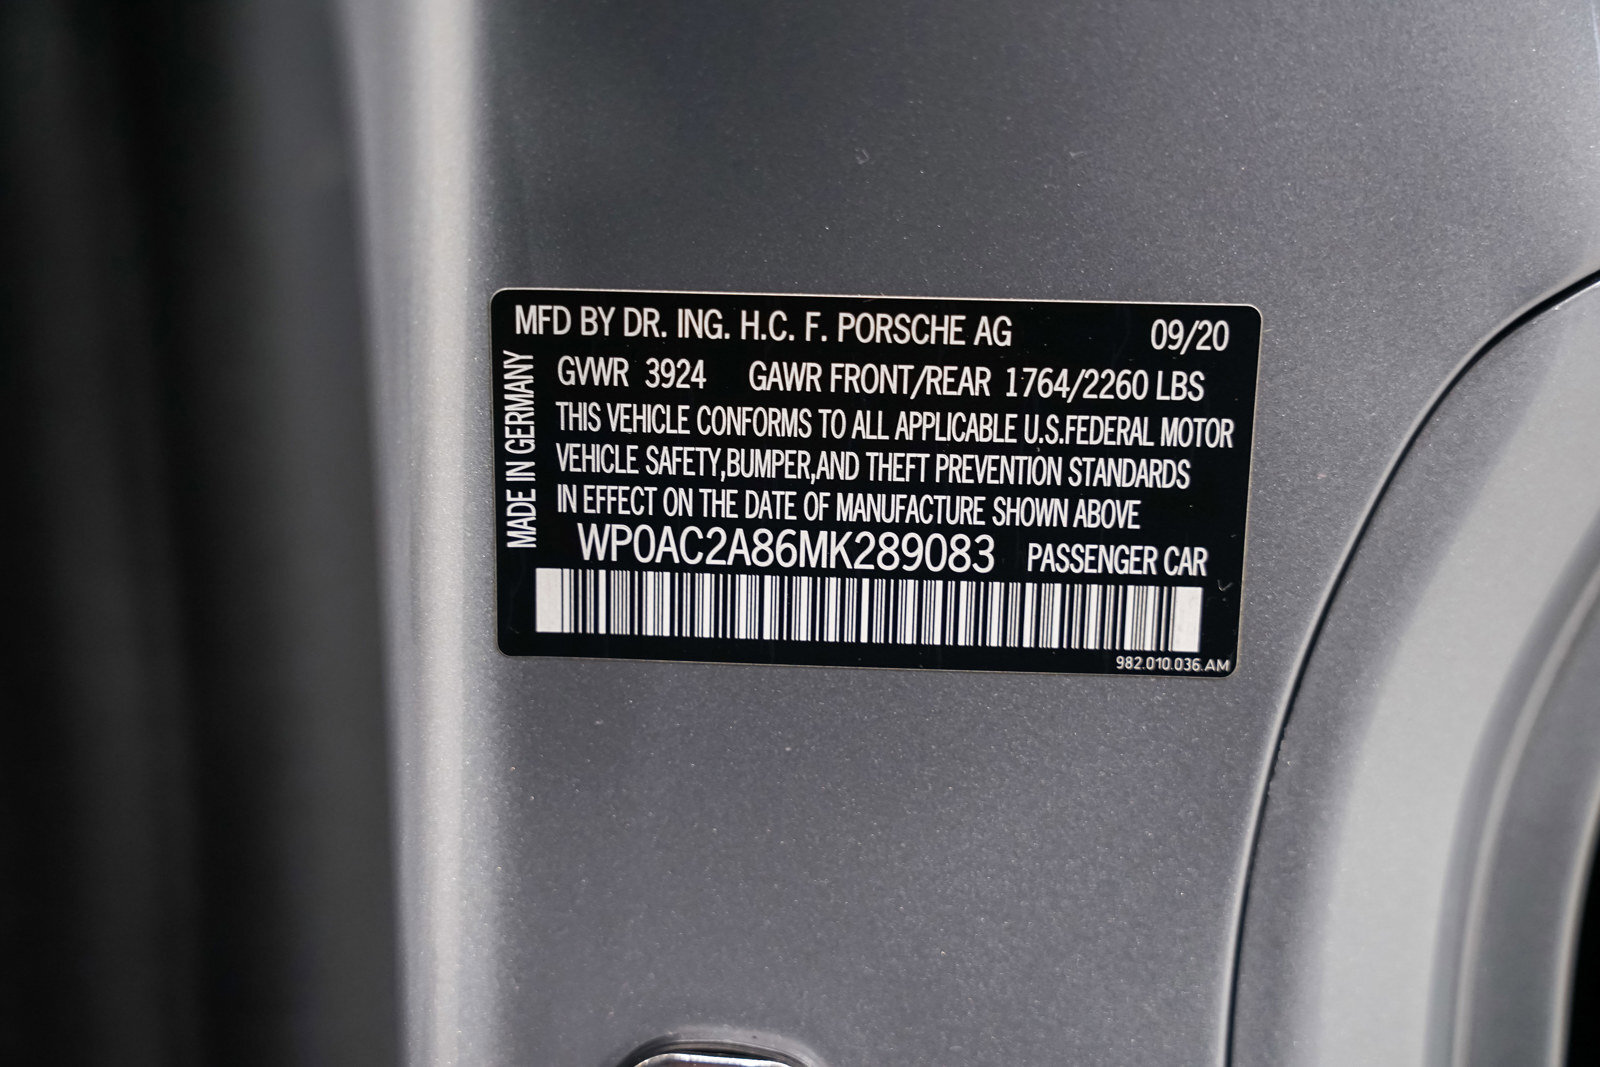 MFD BY DR. ING. H.C. F. PORSCHE AG 09/20
GVWR 3924 GAWR FRONT/REAR 1764/2260 LBS
THIS VEHICLE CONFORMS TO ALL APPLICABLE U.S.FEDERAL MOTOR
VEHICLE SAFETY,BUMPER,AND THEFT PREVENTION STANDARDS
IN EFFECT ON THE DATE OF MANUFACTURE SHOWN ABOVE
WP0AC2A86MK289083 PASSENGER CAR
982.010.036.AM
MADE IN GERMANY